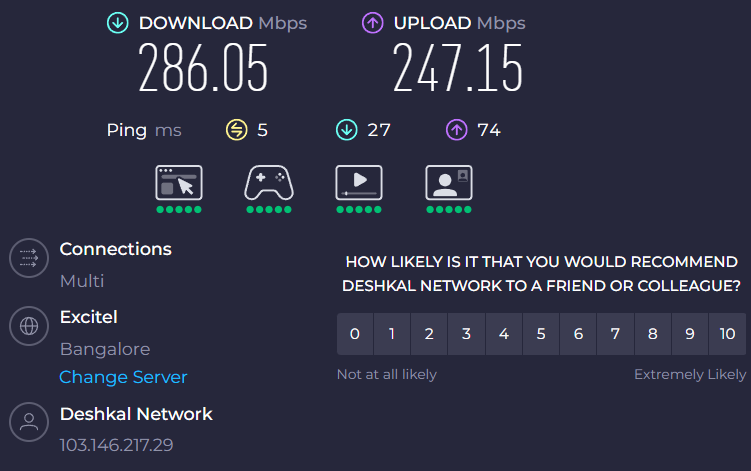 DOWNLOAD Mbps
UPLOAD Mbps
286.05
247.15
Ping ms 5 27 74
Connections
Multi
Excitel
Bangalore
Change Server
Deshkal Network
103.146.217.29
HOW LIKELY IS IT THAT YOU WOULD RECOMMEND
DESHKAL NETWORK TO A FRIEND OR COLLEAGUE?
0 1 2 3 4 5 6 7 8 9 10
Not at all likely
Extremely Likely